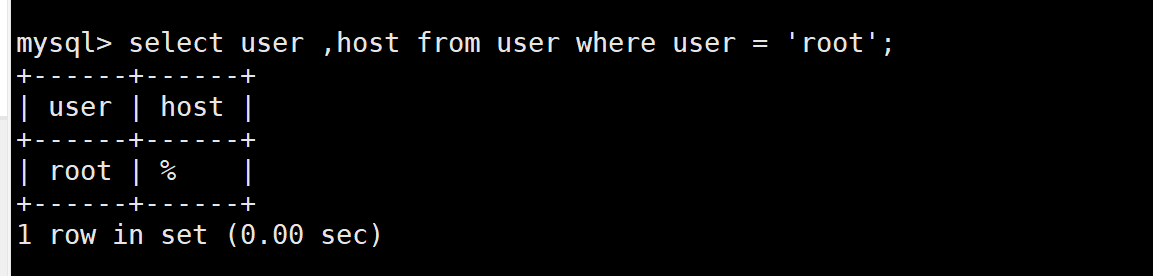 mysql> select user ,host from user where user = 'root';
+------+------+
| user | host |
+------+------+
| root | %    |
+------+------+
1 row in set (0.00 sec)